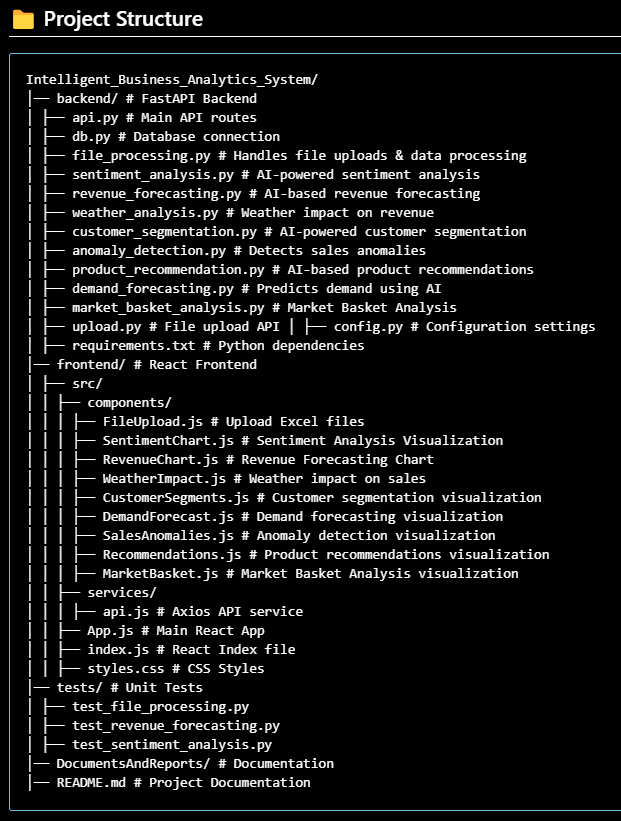 📁 Project Structure
Intelligent_Business_Analytics_System/
│── backend/ # FastAPI Backend
│ ├── api.py # Main API routes
│ ├── db.py # Database connection
│ ├── file_processing.py # Handles file uploads & data processing
│ ├── sentiment_analysis.py # AI-powered sentiment analysis
│ ├── revenue_forecasting.py # AI-based revenue forecasting
│ ├── weather_analysis.py # Weather impact on revenue
│ ├── customer_segmentation.py # AI-powered customer segmentation
│ ├── anomaly_detection.py # Detects sales anomalies
│ ├── product_recommendation.py # AI-based product recommendations
│ ├── demand_forecasting.py # Predicts demand using AI
│ ├── market_basket_analysis.py # Market Basket Analysis
│ ├── upload.py # File upload API │ ├── config.py # Configuration settings
│ ├── requirements.txt # Python dependencies
│── frontend/ # React Frontend
│ ├── src/
│ │ ├── components/
│ │ │ ├── FileUpload.js # Upload Excel files
│ │ │ ├── SentimentChart.js # Sentiment Analysis Visualization
│ │ │ ├── RevenueChart.js # Revenue Forecasting Chart
│ │ │ ├── WeatherImpact.js # Weather impact on sales
│ │ │ ├── CustomerSegments.js # Customer segmentation visualization
│ │ │ ├── DemandForecast.js # Demand forecasting visualization
│ │ │ ├── SalesAnomalies.js # Anomaly detection visualization
│ │ │ ├── Recommendations.js # Product recommendations visualization
│ │ │ ├── MarketBasket.js # Market Basket Analysis visualization
│ │ ├── services/
│ │ │ ├── api.js # Axios API service
│ │ ├── App.js # Main React App
│ │ ├── index.js # React Index file
│ │ ├── styles.css # CSS Styles
│── tests/ # Unit Tests
│ ├── test_file_processing.py
│ ├── test_revenue_forecasting.py
│ ├── test_sentiment_analysis.py
│── DocumentsAndReports/ # Documentation
│── README.md # Project Documentation